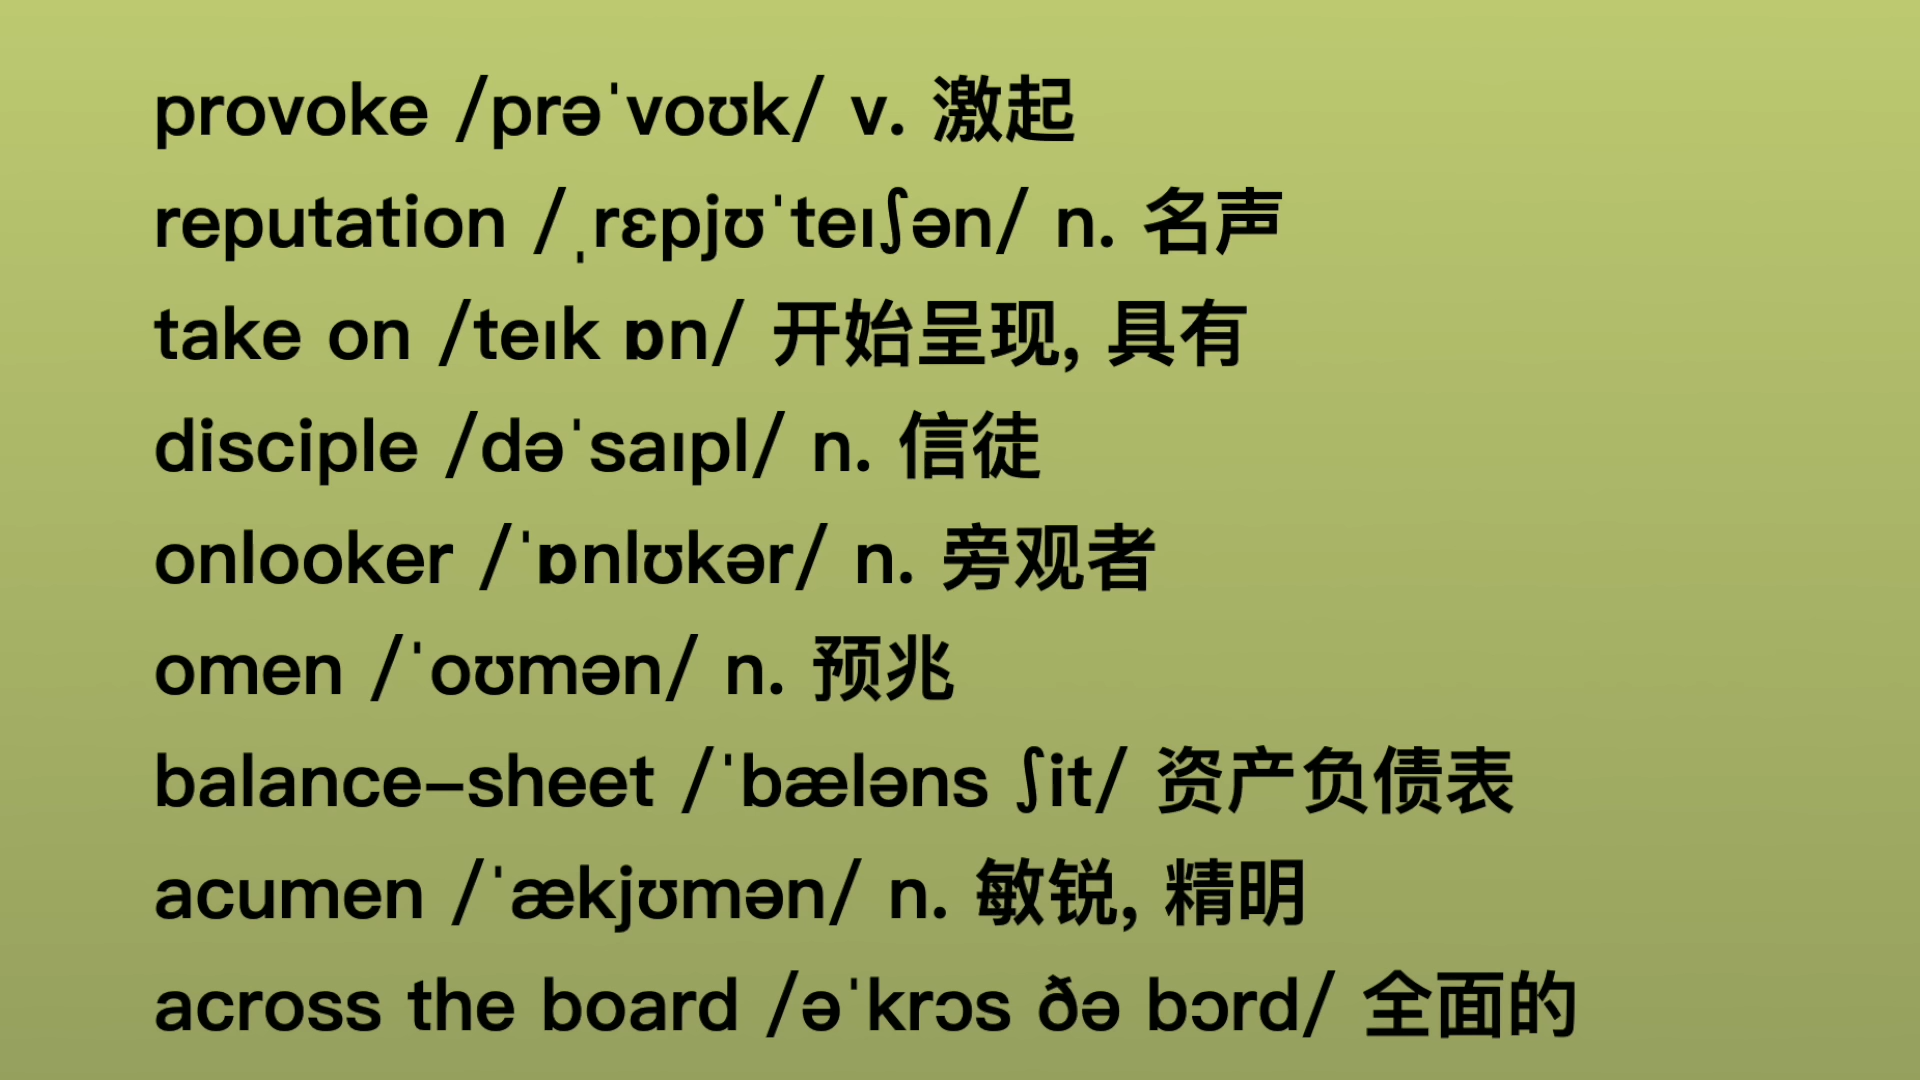 provoke /prəˈvoʊk/ v. 激起
reputation /ˌrɛpjʊˈteɪʃən/ n. 名声
take on /teɪk ɒn/ 开始呈现, 具有
disciple /dəˈsaɪpl/ n. 信徒
onlooker /ˈɒnlʊkər/ n. 旁观者
omen /ˈoʊmən/ n. 预兆
balance-sheet /ˈbæləns ʃit/ 资产负债表
acumen /ˈækjʊmən/ n. 敏锐, 精明
across the board /əˈkrɔs ðə bɔrd/ 全面的